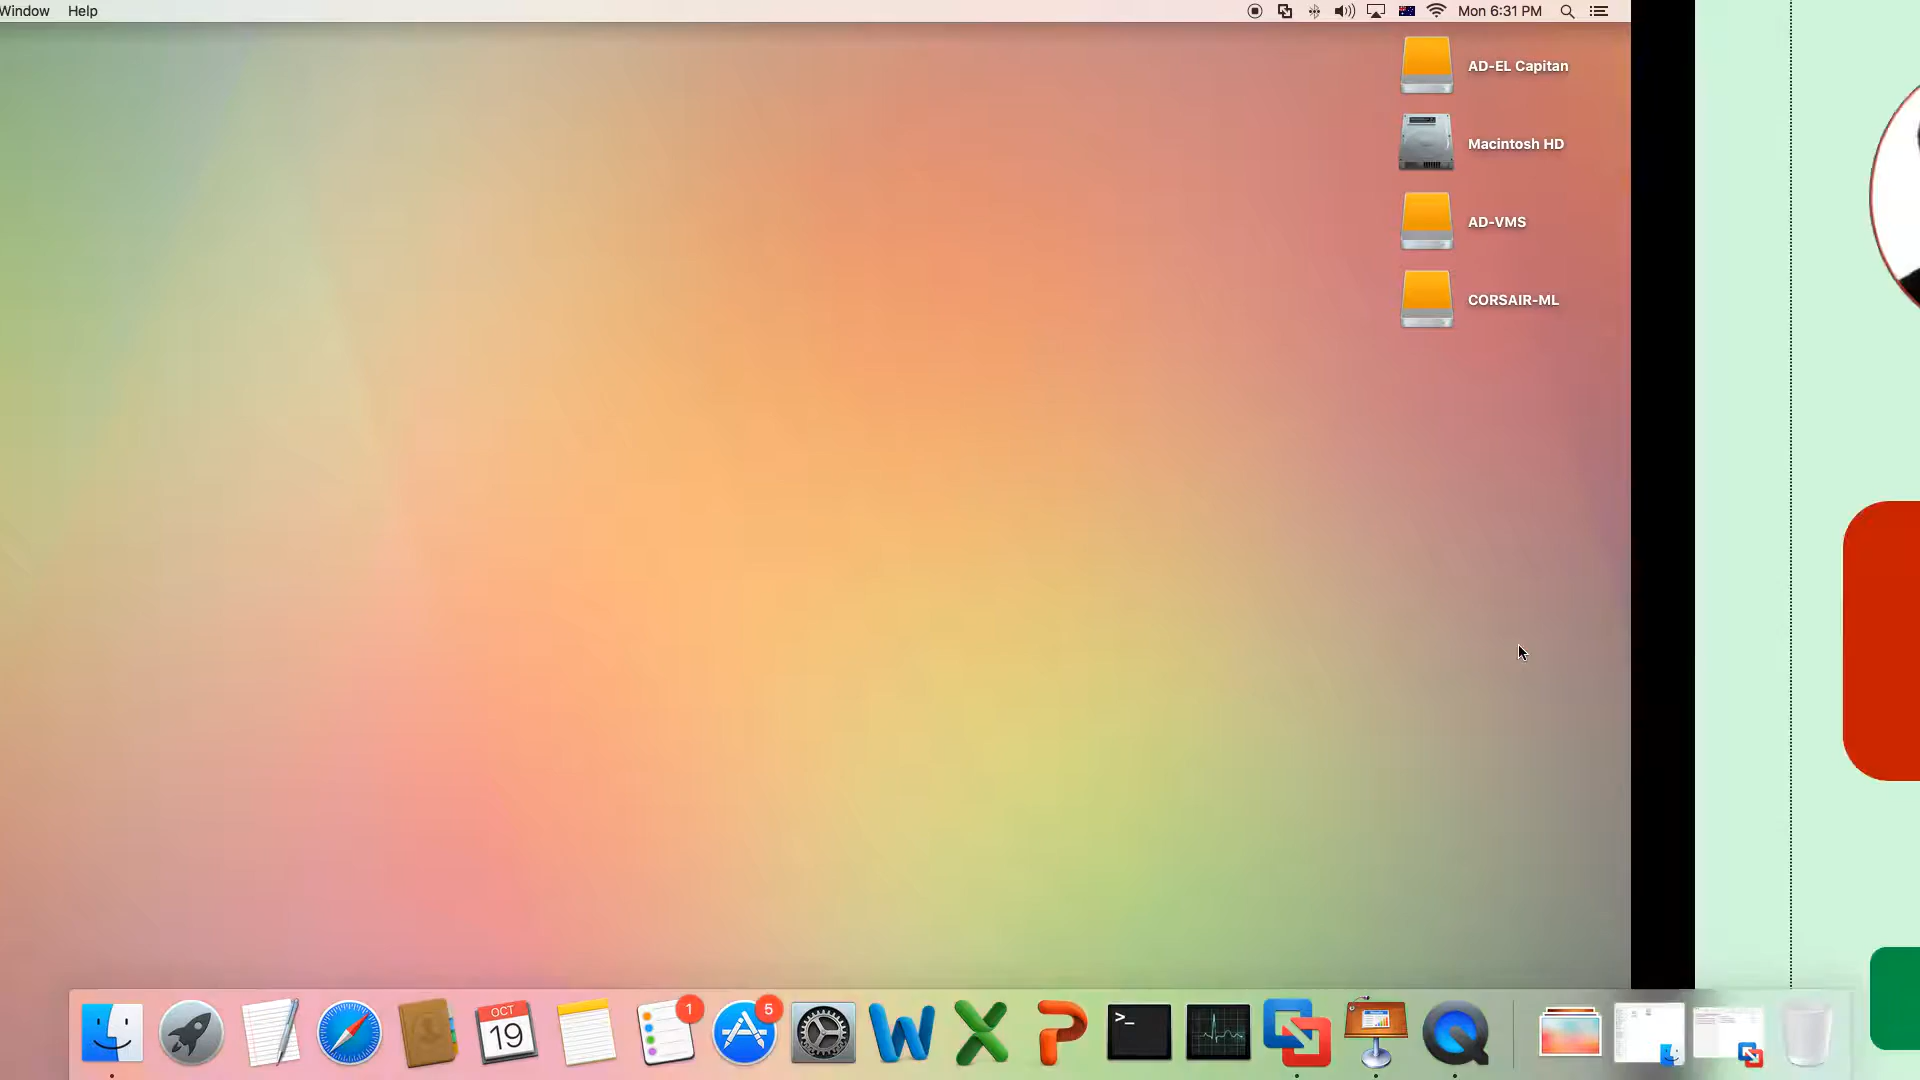 Window Help Mon 6:31 PM
AD-EL Capitan
Macintosh HD
AD-VMS
CORSAIR-ML
OCT
19
1
5
>_